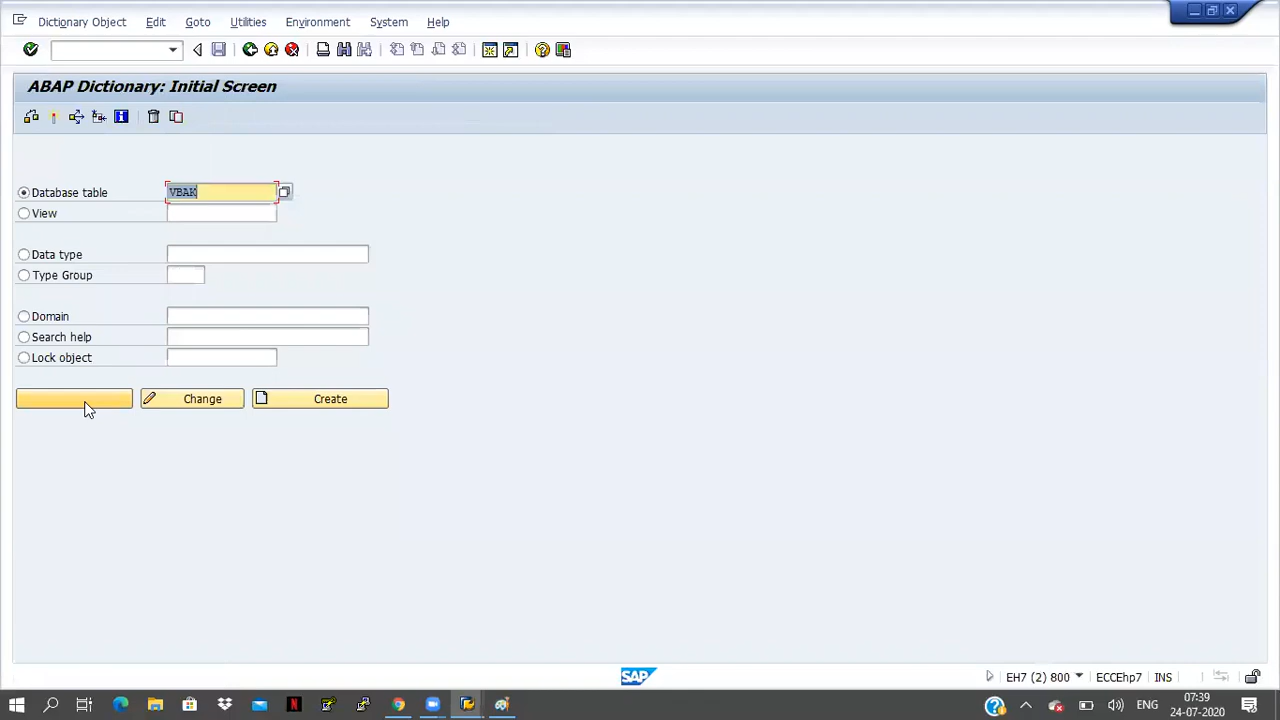 Dictionary Object Edit Goto Utilities Environment System Help
ABAP Dictionary: Initial Screen
Database table VBAK
View
Data type
Type Group
Domain
Search help
Lock object
Change Create
SAP EH7 (2) 800 ECCEhp7 INS
ENG 07:39
24-07-2020